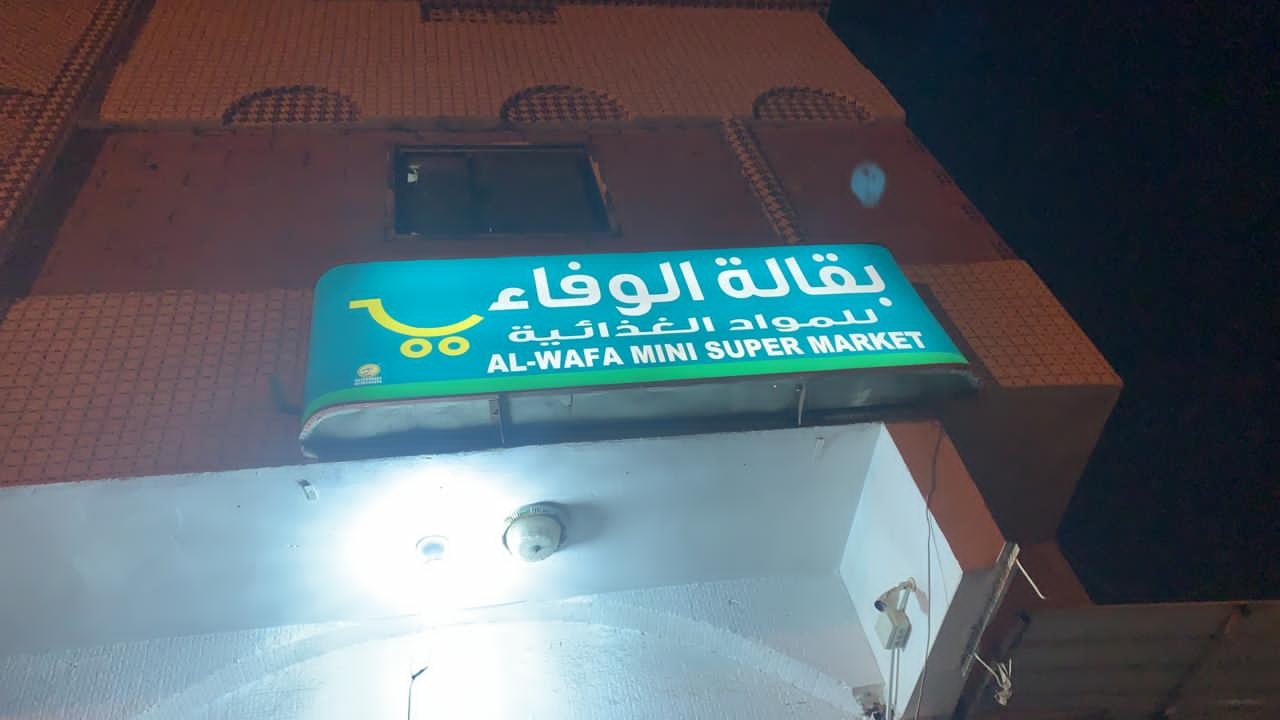 بقالة الوفاء
للمواد الغذائية
AL-WAFA MINI SUPER MARKET